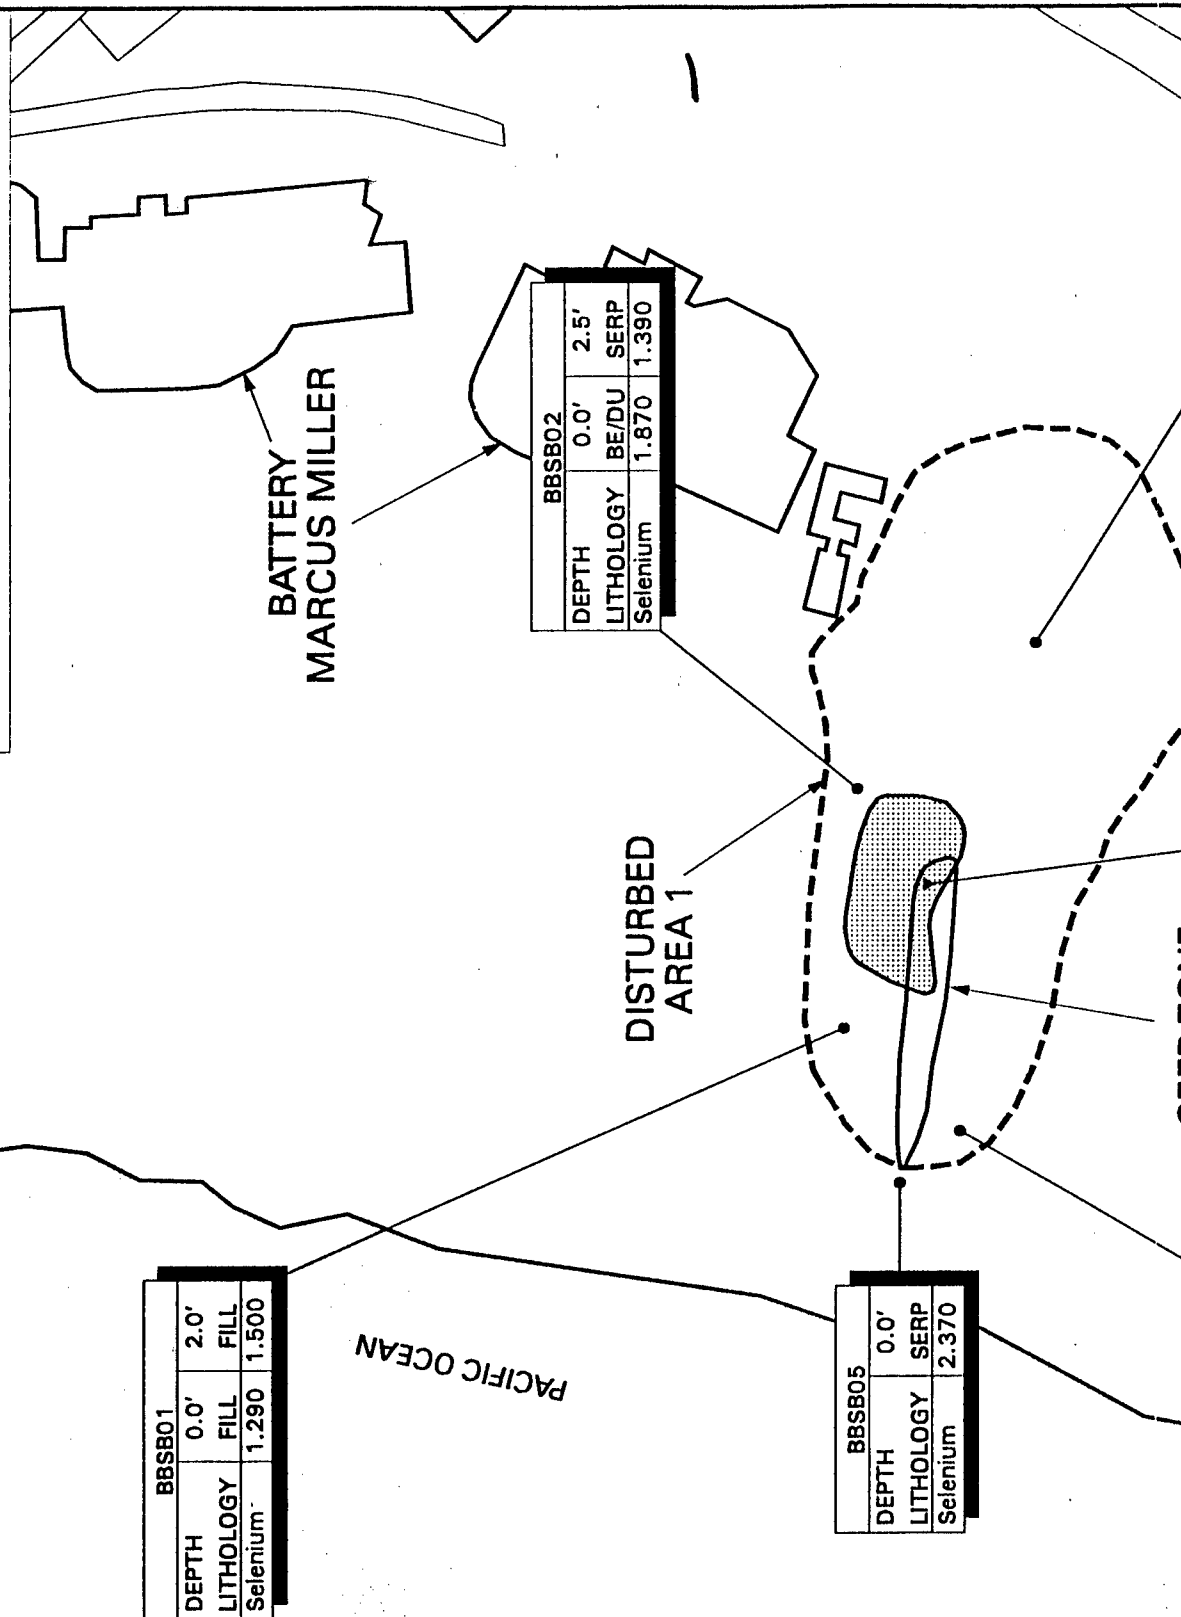 BATTERY
MARCUS MILLER
BBSB02
DEPTH 0.0' 2.5'
LITHOLOGY BE/DU SERP
Selenium 1.870 1.390
DISTURBED
AREA 1
BBSB01
DEPTH 0.0' 2.0'
LITHOLOGY FILL FILL
Selenium 1.290 1.500
PACIFIC OCEAN
BBSB05
DEPTH 0.0'
LITHOLOGY SERP
Selenium 2.370